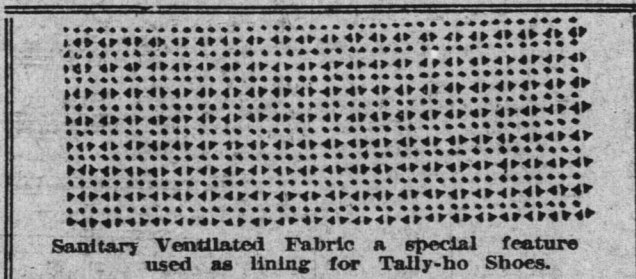 Sanitary Ventilated Fabric a special feature
used as lining for Tally-ho Shoes.